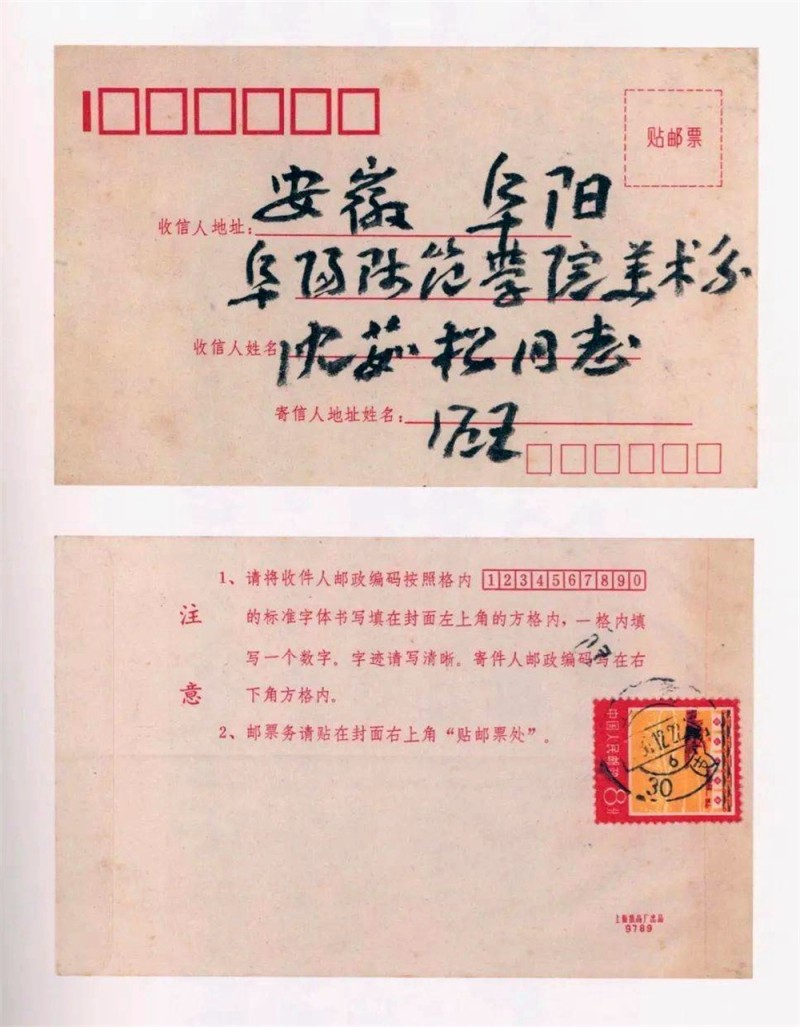 贴邮票
收信人地址：安徽 阜阳
阜阳师范学院美术系
收信人姓名 沈茹松同志
寄信人地址姓名：
注意
1、请将收件人邮政编码按照格内 1234567890
的标准字体书写填在封面左上角的方格内，一格内填
写一个数字。字迹请写清晰。寄件人邮政编码写在右
下角方格内。
2、邮票务请贴在封面右上角“贴邮票处”。
中国人民邮政
8分
12.27
6
30
上海纸品厂出品
9789